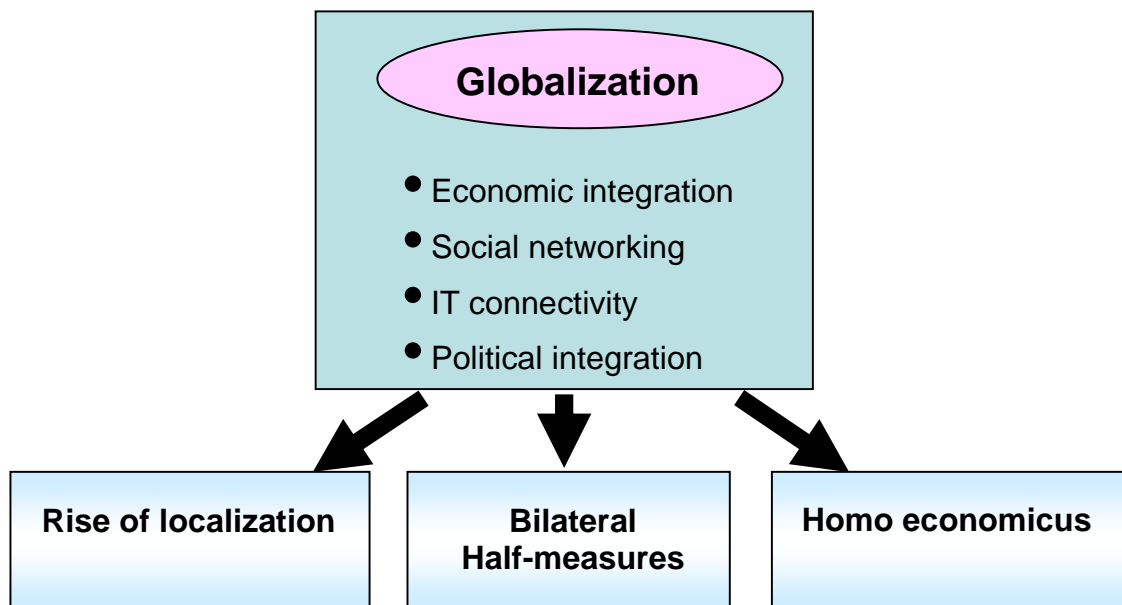 Globalization
• Economic integration
• Social networking
• IT connectivity
• Political integration
Rise of localization
Bilateral
Half-measures
Homo economicus